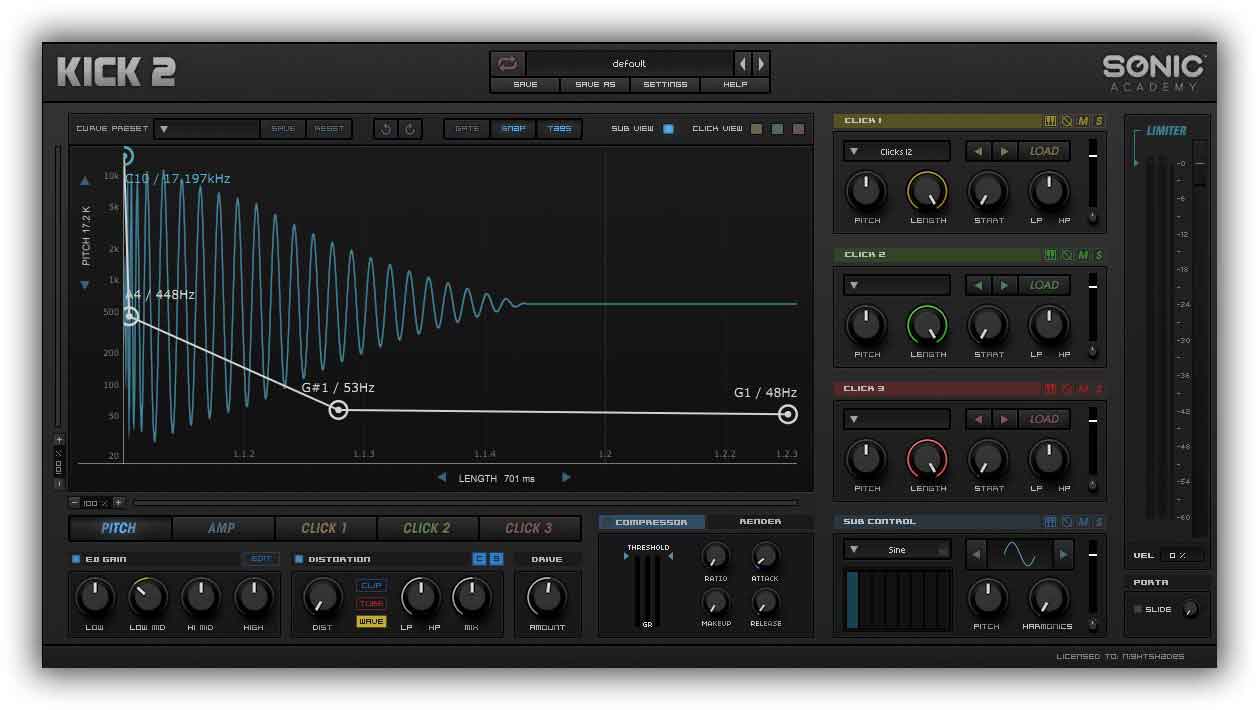 KICK 2
default
SAVE SAVE AS SETTINGS HELP
SONIC
ACADEMY
CURVE PRESET SAVE RESET GATE SNAP TABS SUB VIEW CLICK VIEW
10k
5k
2k
1k
500
200
100
50
20
PITCH 17.2 K
C10 / 17.197kHz
A4 / 448Hz
G#1 / 53Hz
G1 / 48Hz
1.1.2 1.1.3 1.1.4 1.2 1.2.2 1.2.3
LENGTH 701 ms
+ 100 % -
- 100 % +
PITCH AMP CLICK 1 CLICK 2 CLICK 3
EQ GAIN EDIT
LOW LOW MID HI MID HIGH
DISTORTION C S
CLIP
TUBE
WAVE
DIST LP HP MIX
DRIVE
AMOUNT
COMPRESSOR RENDER
THRESHOLD
GR
RATIO ATTACK
MAKEUP RELEASE
CLICK 1 M S
Clicks 12 LOAD
PITCH LENGTH START LP HP
CLICK 2 M S
LOAD
PITCH LENGTH START LP HP
CLICK 3 M S
LOAD
PITCH LENGTH START LP HP
SUB CONTROL M S
Sine
PITCH HARMONICS
LIMITER
-0
-6
-12
-18
-24
-30
-36
-42
-48
-54
-60
VEL 0 %
PORTA
SLIDE
LICENSED TO: NIGHTSHADES